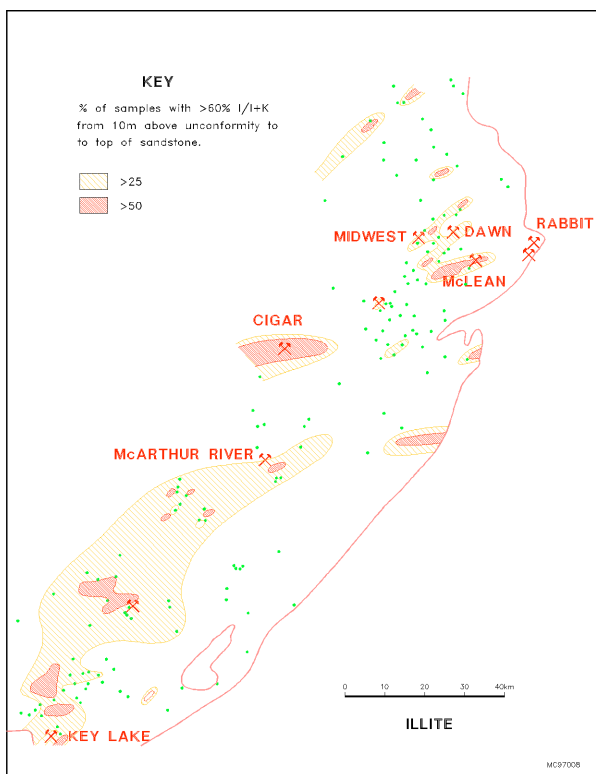 KEY
% of samples with >60% I/I+K
from 10m above unconformity to
to top of sandstone.
>25
>50
MIDWEST
DAWN
RABBIT
McLEAN
CIGAR
McARTHUR RIVER
KEY LAKE
0 10 20 30 40km
ILLITE
MC97008